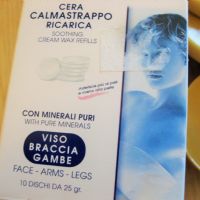 CERA
CALMASTRAPPO
RICARICA
SOOTHING
CREAM WAX REFILLS
CON MINERALI PURI
WITH PURE MINERALS
VISO
BRACCIA
GAMBE
FACE - ARMS - LEGS
10 DISCHI DA 25 gr.